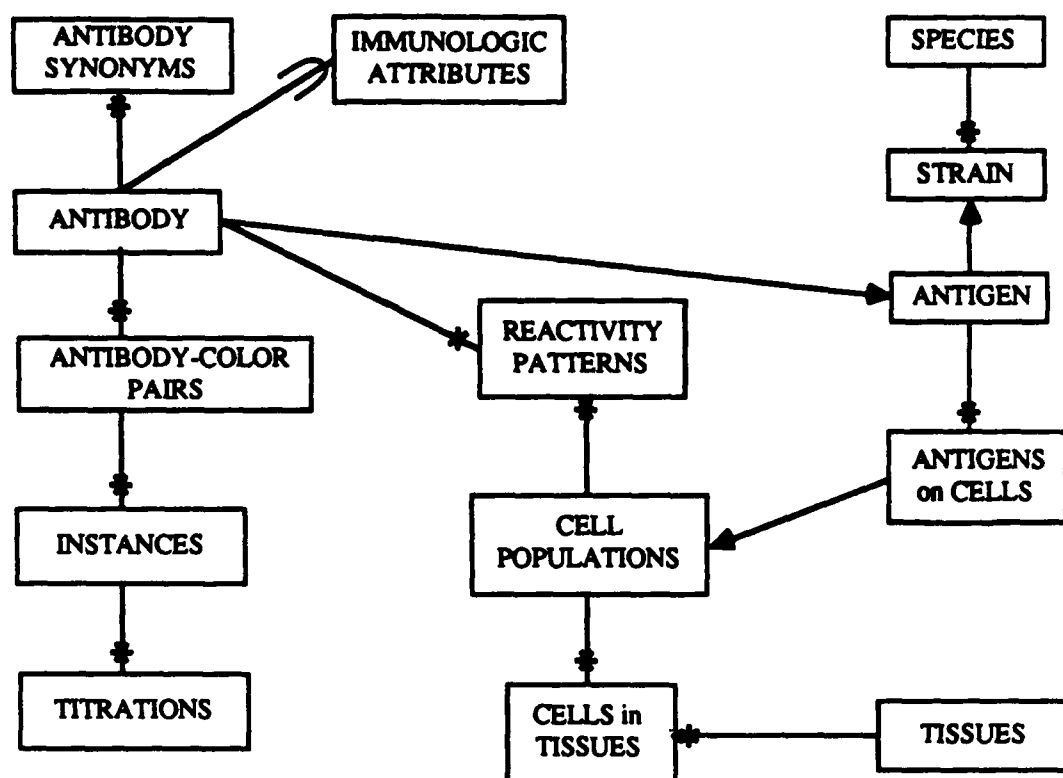 ANTIBODY
SYNONYMS
IMMUNOLOGIC
ATTRIBUTES
SPECIES
STRAIN
ANTIBODY
ANTIGEN
REACTIVITY
PATTERNS
ANTIBODY-COLOR
PAIRS
ANTIGENS
on CELLS
INSTANCES
CELL
POPULATIONS
TITRATIONS
CELLS in
TISSUES
TISSUES